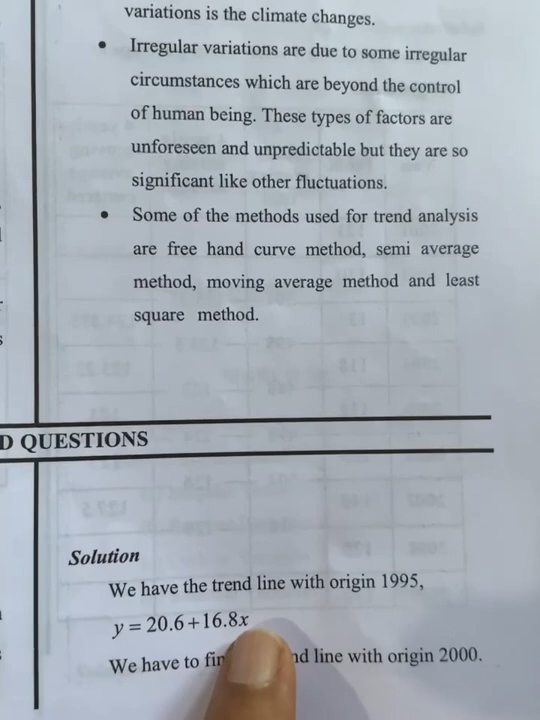 variations is the climate changes.
• Irregular variations are due to some irregular
circumstances which are beyond the control
of human being. These types of factors are
unforeseen and unpredictable but they are so
significant like other fluctuations.
• Some of the methods used for trend analysis
are free hand curve method, semi average
method, moving average method and least
square method.
D QUESTIONS
Solution
We have the trend line with origin 1995,
y = 20.6+16.8x
We have to fin nd line with origin 2000.